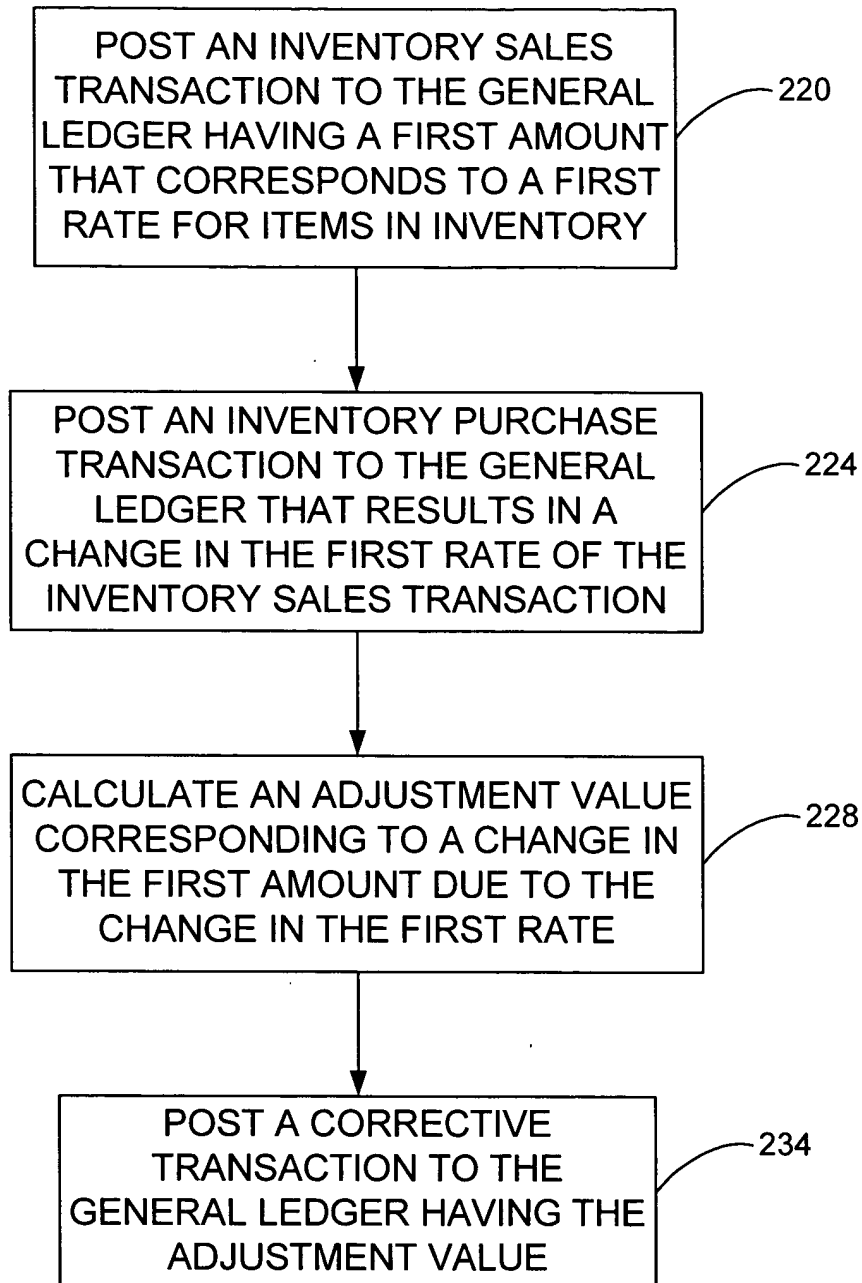 POST AN INVENTORY SALES
TRANSACTION TO THE GENERAL
LEDGER HAVING A FIRST AMOUNT
THAT CORRESPONDS TO A FIRST
RATE FOR ITEMS IN INVENTORY
220
POST AN INVENTORY PURCHASE
TRANSACTION TO THE GENERAL
LEDGER THAT RESULTS IN A
CHANGE IN THE FIRST RATE OF THE
INVENTORY SALES TRANSACTION
224
CALCULATE AN ADJUSTMENT VALUE
CORRESPONDING TO A CHANGE IN
THE FIRST AMOUNT DUE TO THE
CHANGE IN THE FIRST RATE
228
POST A CORRECTIVE
TRANSACTION TO THE
GENERAL LEDGER HAVING THE
ADJUSTMENT VALUE
234